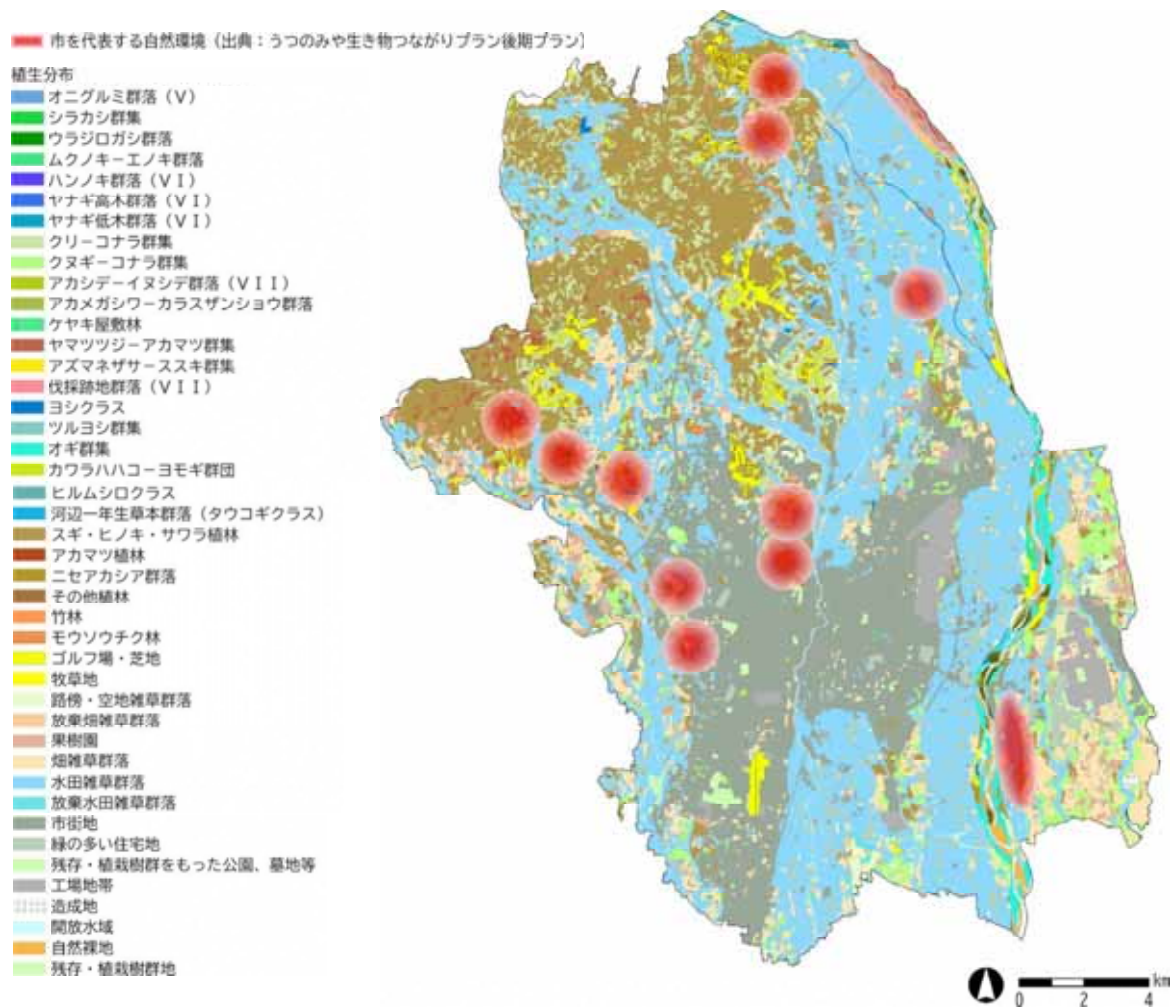 市を代表する自然環境（出典：うつのみや生き物つながりプラン後期プラン）
植生分布
オニグルミ群落（Ⅴ）
シラカシ群集
ウラジロガシ群落
ムクノキーエノキ群落
ハンノキ群落（ＶＩ）
ヤナギ高木群落（ＶＩ）
ヤナギ低木群落（ＶＩ）
クリーコナラ群集
クヌギーコナラ群集
アカシデーイヌシデ群落（ＶＩＩ）
アカメガシワーカラスザンショウ群落
ケヤキ屋敷林
ヤマツツジーアカマツ群集
アズマネザサーススキ群集
伐採跡地群落（ＶＩＩ）
ヨシクラス
ツルヨシ群集
オギ群集
カワラハハコーヨモギ群団
ヒルムシロクラス
河辺一年生草本群落（タウコギクラス）
スギ・ヒノキ・サワラ植林
アカマツ植林
ニセアカシア群落
その他植林
竹林
モウソウチク林
ゴルフ場・芝地
牧草地
路傍・空地雑草群落
放棄畑雑草群落
果樹園
畑雑草群落
水田雑草群落
放棄水田雑草群落
市街地
緑の多い住宅地
残存・植栽樹群をもった公園、墓地等
工場地帯
造成地
開放水域
自然裸地
残存・植栽樹群地
km
0 2 4